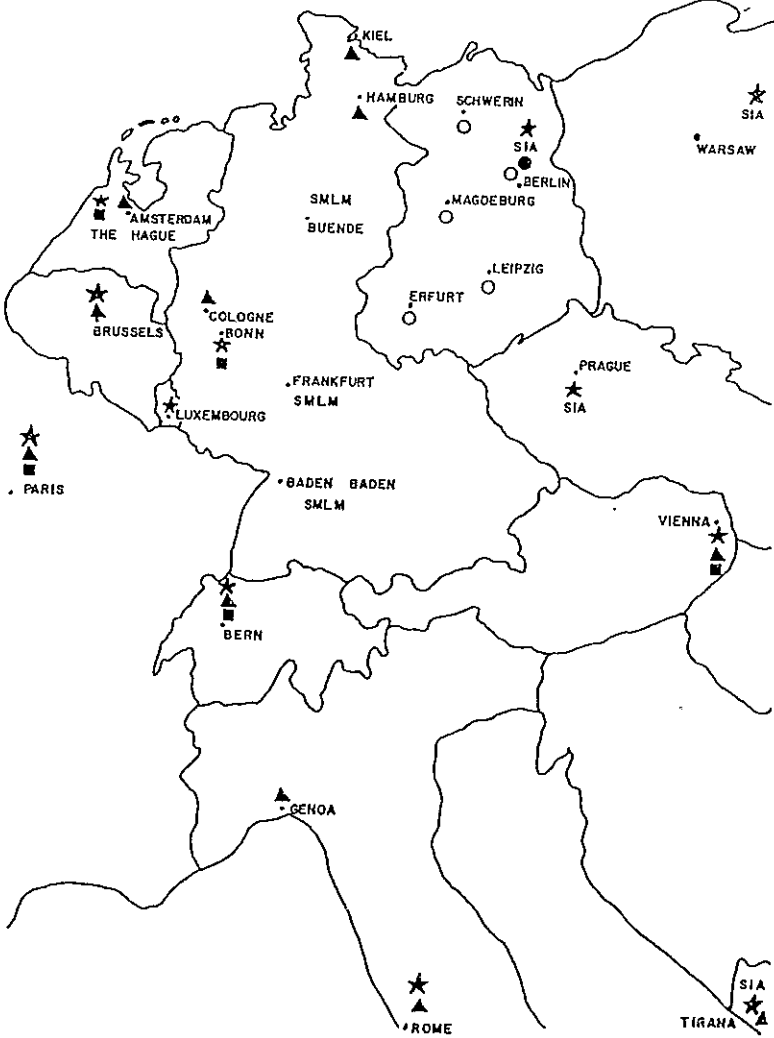 KIEL
HAMBURG
SCHWERIN
SIA
WARSAW
SIA
BERLIN
MAGDEBURG
SMLM
BUENDE
AMSTERDAM
THE HAGUE
LEIPZIG
ERFURT
COLOGNE
BONN
BRUSSELS
PRAGUE
SIA
FRANKFURT
SMLM
LUXEMBOURG
BADEN BADEN
SMLM
PARIS
VIENNA
BERN
GENOA
SIA
TIRANA
ROME